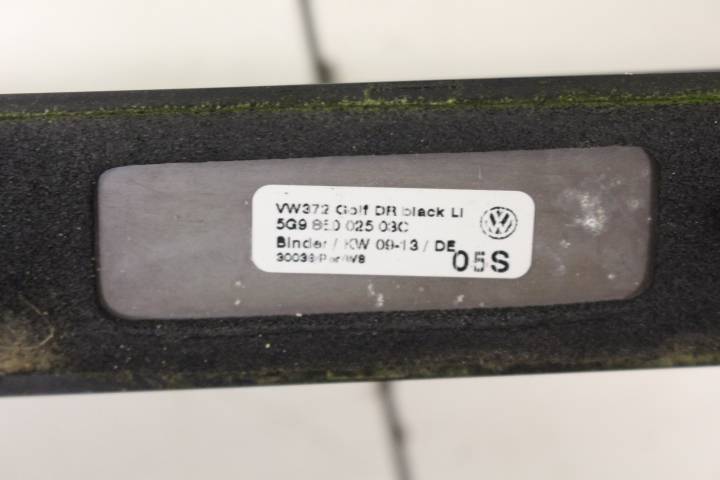 VW372 Golf DR black LI
5G9 860 025 03C
Binder / KW 09-13 / DE
05S